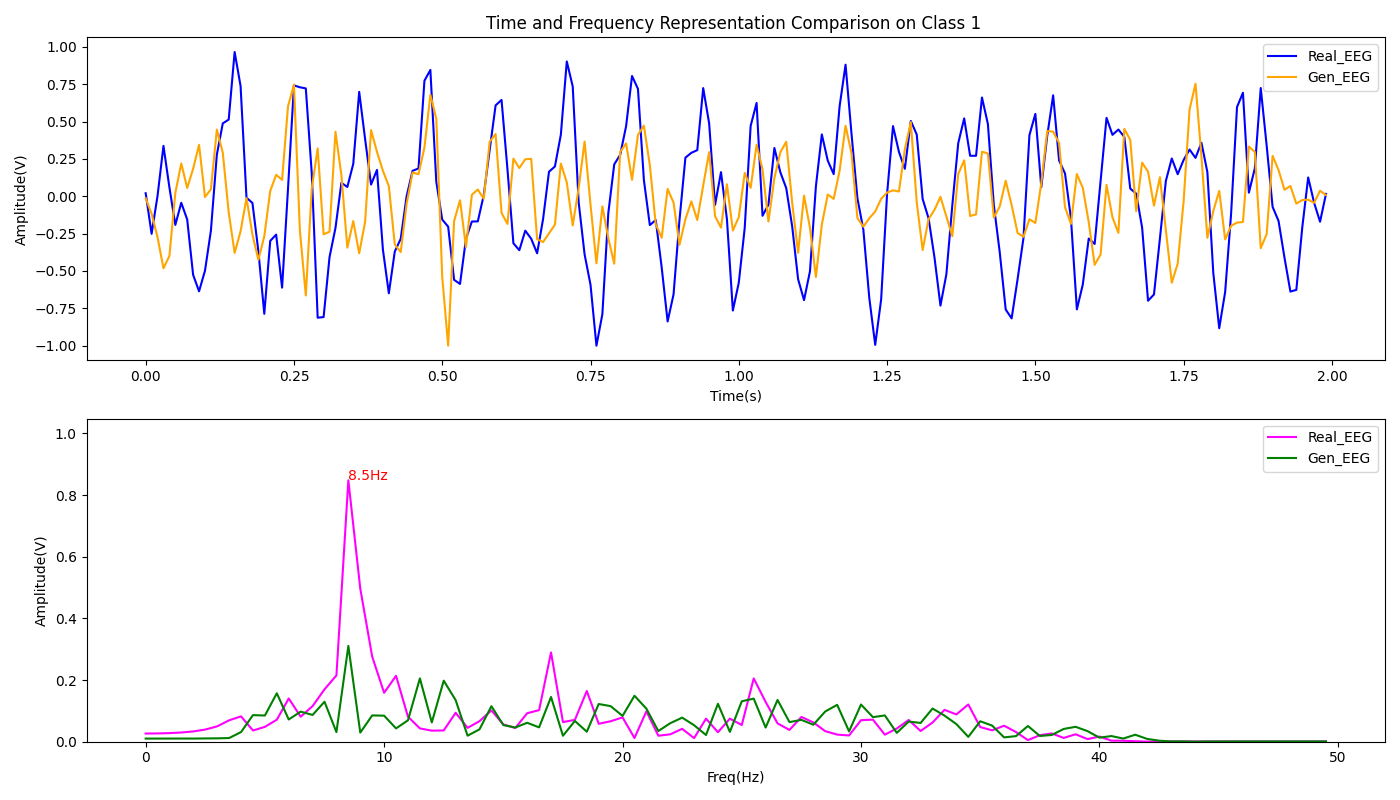 Time and Frequency Representation Comparison on Class 1
Amplitude(V)
1.00
0.75
0.50
0.25
0.00
−0.25
−0.50
−0.75
−1.00
Real_EEG
Gen_EEG
0.00 0.25 0.50 0.75 1.00 1.25 1.50 1.75 2.00
Time(s)
Amplitude(V)
1.0
0.8
0.6
0.4
0.2
0.0
8.5Hz
Real_EEG
Gen_EEG
0 10 20 30 40 50
Freq(Hz)